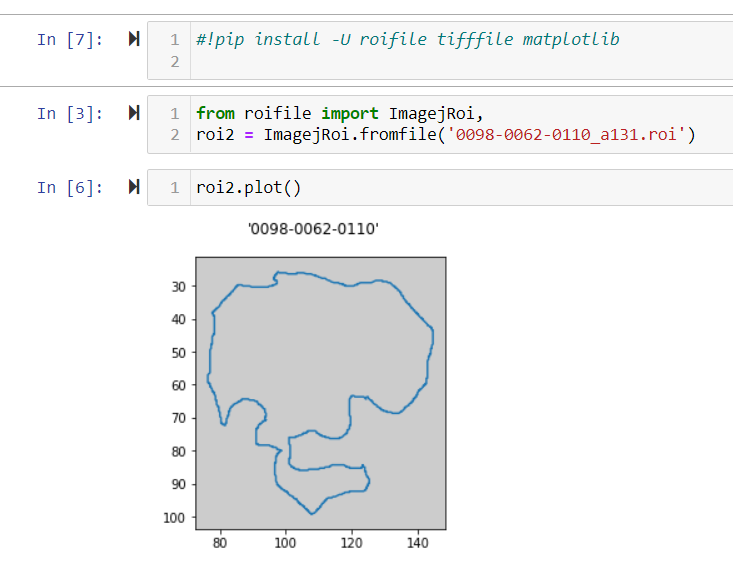 In [7]:
1 #!pip install -U roifile tifffile matplotlib
2
In [3]:
1 from roifile import ImagejRoi,
2 roi2 = ImagejRoi.fromfile('0098-0062-0110_a131.roi')
In [6]:
1 roi2.plot()
'0098-0062-0110'
30
40
50
60
70
80
90
100
80 100 120 140